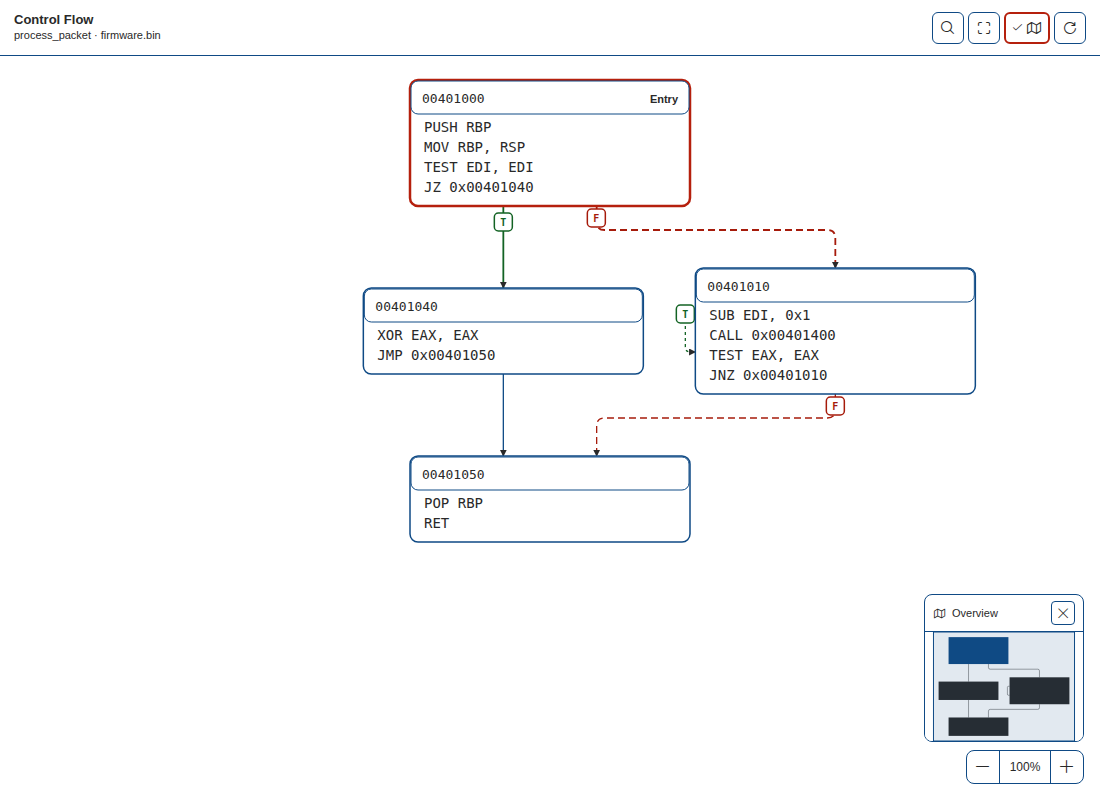 Control Flow
process_packet · firmware.bin
00401000 Entry
PUSH RBP
MOV RBP, RSP
TEST EDI, EDI
JZ 0x00401040
T
F
00401040
XOR EAX, EAX
JMP 0x00401050
00401010
T
SUB EDI, 0x1
CALL 0x00401400
TEST EAX, EAX
JNZ 0x00401010
F
00401050
POP RBP
RET
Overview
100%